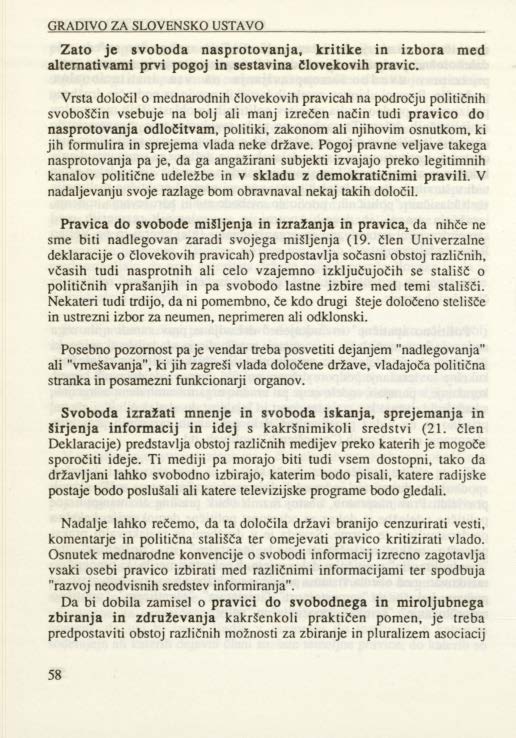 GRADIVO ZA SLOVENSKO USTAVO
Zato je svoboda nasprotovanja, kritike in izbora med
alternativami prvi pogoj in sestavina človekovih pravic.
Vrsta določil o mednarodnih človekovih pravicah na področju političnih
svoboščin vsebuje na bolj ali manj izrečen način tudi pravico do
nasprotovanja odločitvam, politiki, zakonom ali njihovim osnutkom, ki
jih formulira in sprejema vlada neke države. Pogoj pravne veljave takega
nasprotovanja pa je, da ga angažirani subjekti izvajajo preko legitimnih
kanalov politične udeležbe in v skladu z demokratičnimi pravili. V
nadaljevanju svoje razlage bom obravnaval nekaj takih določil.
Pravica do svobode mišljenja in izražanja in pravica, da nihče ne
sme biti nadlegovan zaradi svojega mišljenja (19. člen Univerzalne
deklaracije o človekovih pravicah) predpostavlja sočasni obstoj različnih,
včasih tudi nasprotnih ali celo vzajemno izključujočih se stališč o
političnih vprašanjih in pa svobodo lastne izbire med temi stališči.
Nekateri tudi trdijo, da ni pomembno, če kdo drugi šteje določeno stelišče
in ustrezni izbor za neumen, neprimeren ali odklonski.
Posebno pozornost pa je vendar treba posvetiti dejanjem "nadlegovanja"
ali "vmešavanja", ki jih zagreši vlada določene države, vladajoča politična
stranka in posamezni funkcionarji organov.
Svoboda izražati mnenje in svoboda iskanja, sprejemanja in
širjenja informacij in idej s kakršnimikoli sredstvi (21. člen
Deklaracije) predstavlja obstoj različnih medijev preko katerih je mogoče
sporočiti ideje. Ti mediji pa morajo biti tudi vsem dostopni, tako da
državljani lahko svobodno izbirajo, katerim bodo pisali, katere radijske
postaje bodo poslušali ali katere televizijske programe bodo gledali.
Nadalje lahko rečemo, da ta določila državi branijo cenzurirati vesti,
komentarje in politična stališča ter omejevati pravico kritizirati vlado.
Osnutek mednarodne konvencije o svobodi informacij izrecno zagotavlja
vsaki osebi pravico izbirati med različnimi informacijami ter spodbuja
"razvoj neodvisnih sredstev informiranja".
Da bi dobila zamisel o pravici do svobodnega in miroljubnega
zbiranja in združevanja kakršenkoli praktičen pomen, je treba
predpostaviti obstoj različnih možnosti za zbiranje in pluralizem asociacij
58